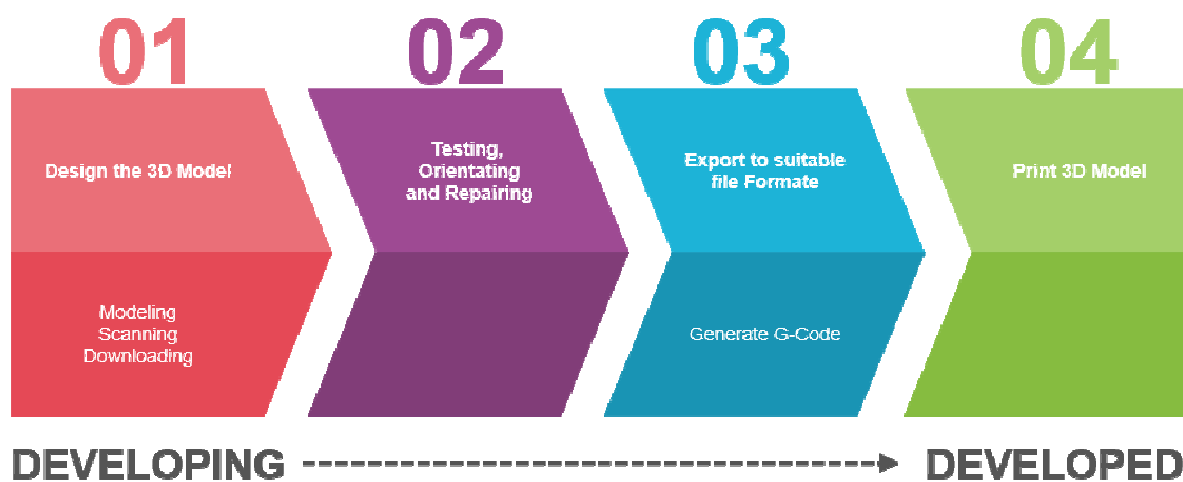 01
Design the 3D Model
Modeling
Scanning
Downloading
02
Testing,
Orientating
and Repairing
03
Export to suitable
file Formate
Generate G-Code
04
Print 3D Model
DEVELOPING
DEVELOPED